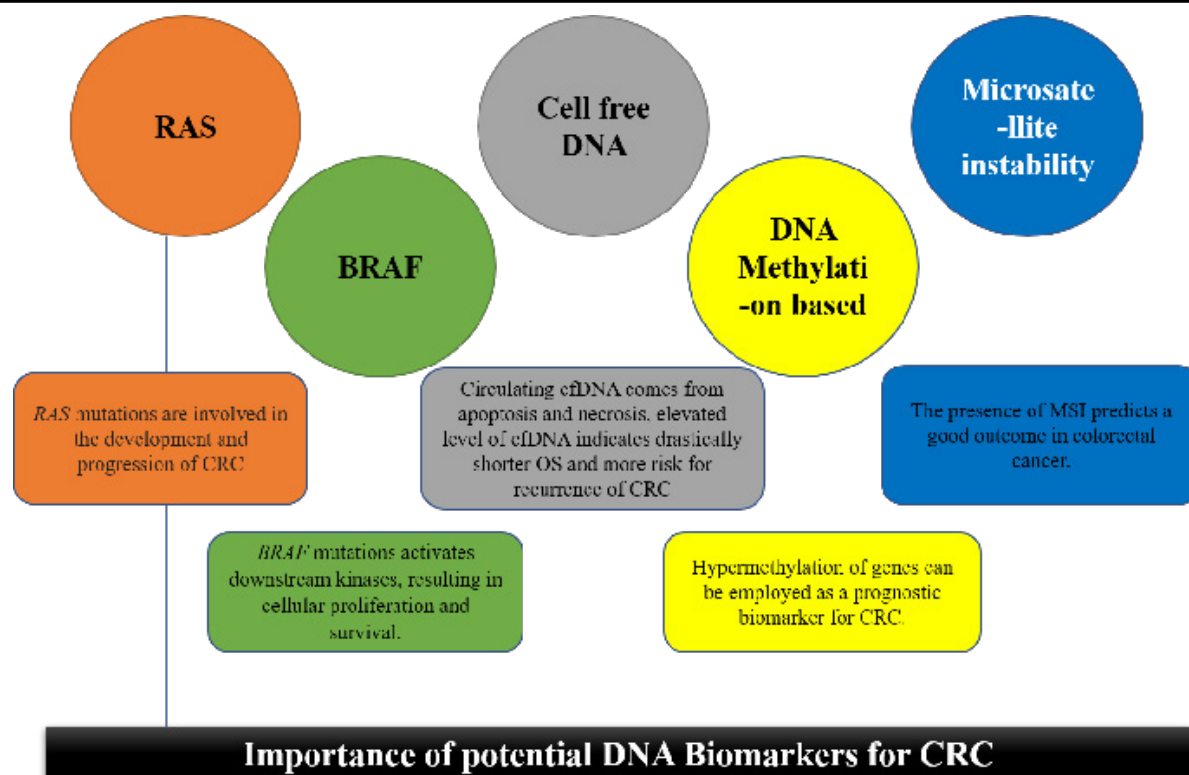 RAS
Cell free
DNA
Microsate
-llite
instability
BRAF
DNA
Methylati
-on based
RAS mutations are involved in
the development and
progression of CRC
Circulating cfDNA comes from
apoptosis and necrosis, elevated
level of cfDNA indicates drastically
shorter OS and more risk for
recurrence of CRC
The presence of MSI predicts a
good outcome in colorectal
cancer.
BRAF mutations activates
downstream kinases, resulting in
cellular proliferation and
survival.
Hypermethylation of genes can
be employed as a prognostic
biomarker for CRC.
Importance of potential DNA Biomarkers for CRC